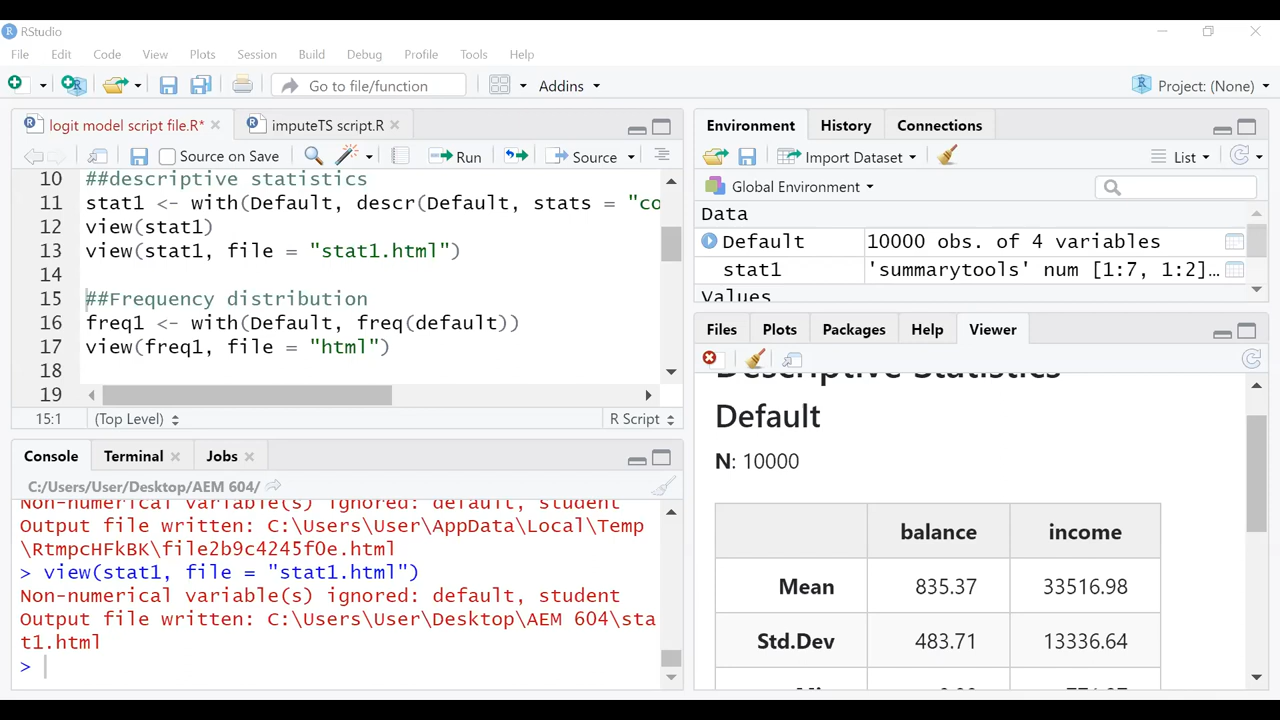 RStudio
File Edit Code View Plots Session Build Debug Profile Tools Help
Go to file/function Addins Project: (None)
logit model script file.R* imputeTS script.R
Source on Save Run Source
10 ##descriptive statistics
11 stat1 <- with(Default, descr(Default, stats = "co
12 view(stat1)
13 view(stat1, file = "stat1.html")
14
15 ##Frequency distribution
16 freq1 <- with(Default, freq(default))
17 view(freq1, file = "html")
18
19
15:1 (Top Level) R Script
Console Terminal Jobs
C:/Users/User/Desktop/AEM 604/
Non-numerical variable(s) ignored: default, student
Output file written: C:\Users\User\AppData\Local\Temp
\RtmpcHFkBK\file2b9c4245f0e.html
> view(stat1, file = "stat1.html")
Non-numerical variable(s) ignored: default, student
Output file written: C:\Users\User\Desktop\AEM 604\sta
t1.html
>
Environment History Connections
Import Dataset List
Global Environment
Data
Default 10000 obs. of 4 variables
stat1 'summarytools' num [1:7, 1:2]…
Values
Files Plots Packages Help Viewer
Descriptive Statistics
Default
N: 10000
balance income
Mean 835.37 33516.98
Std.Dev 483.71 13336.64